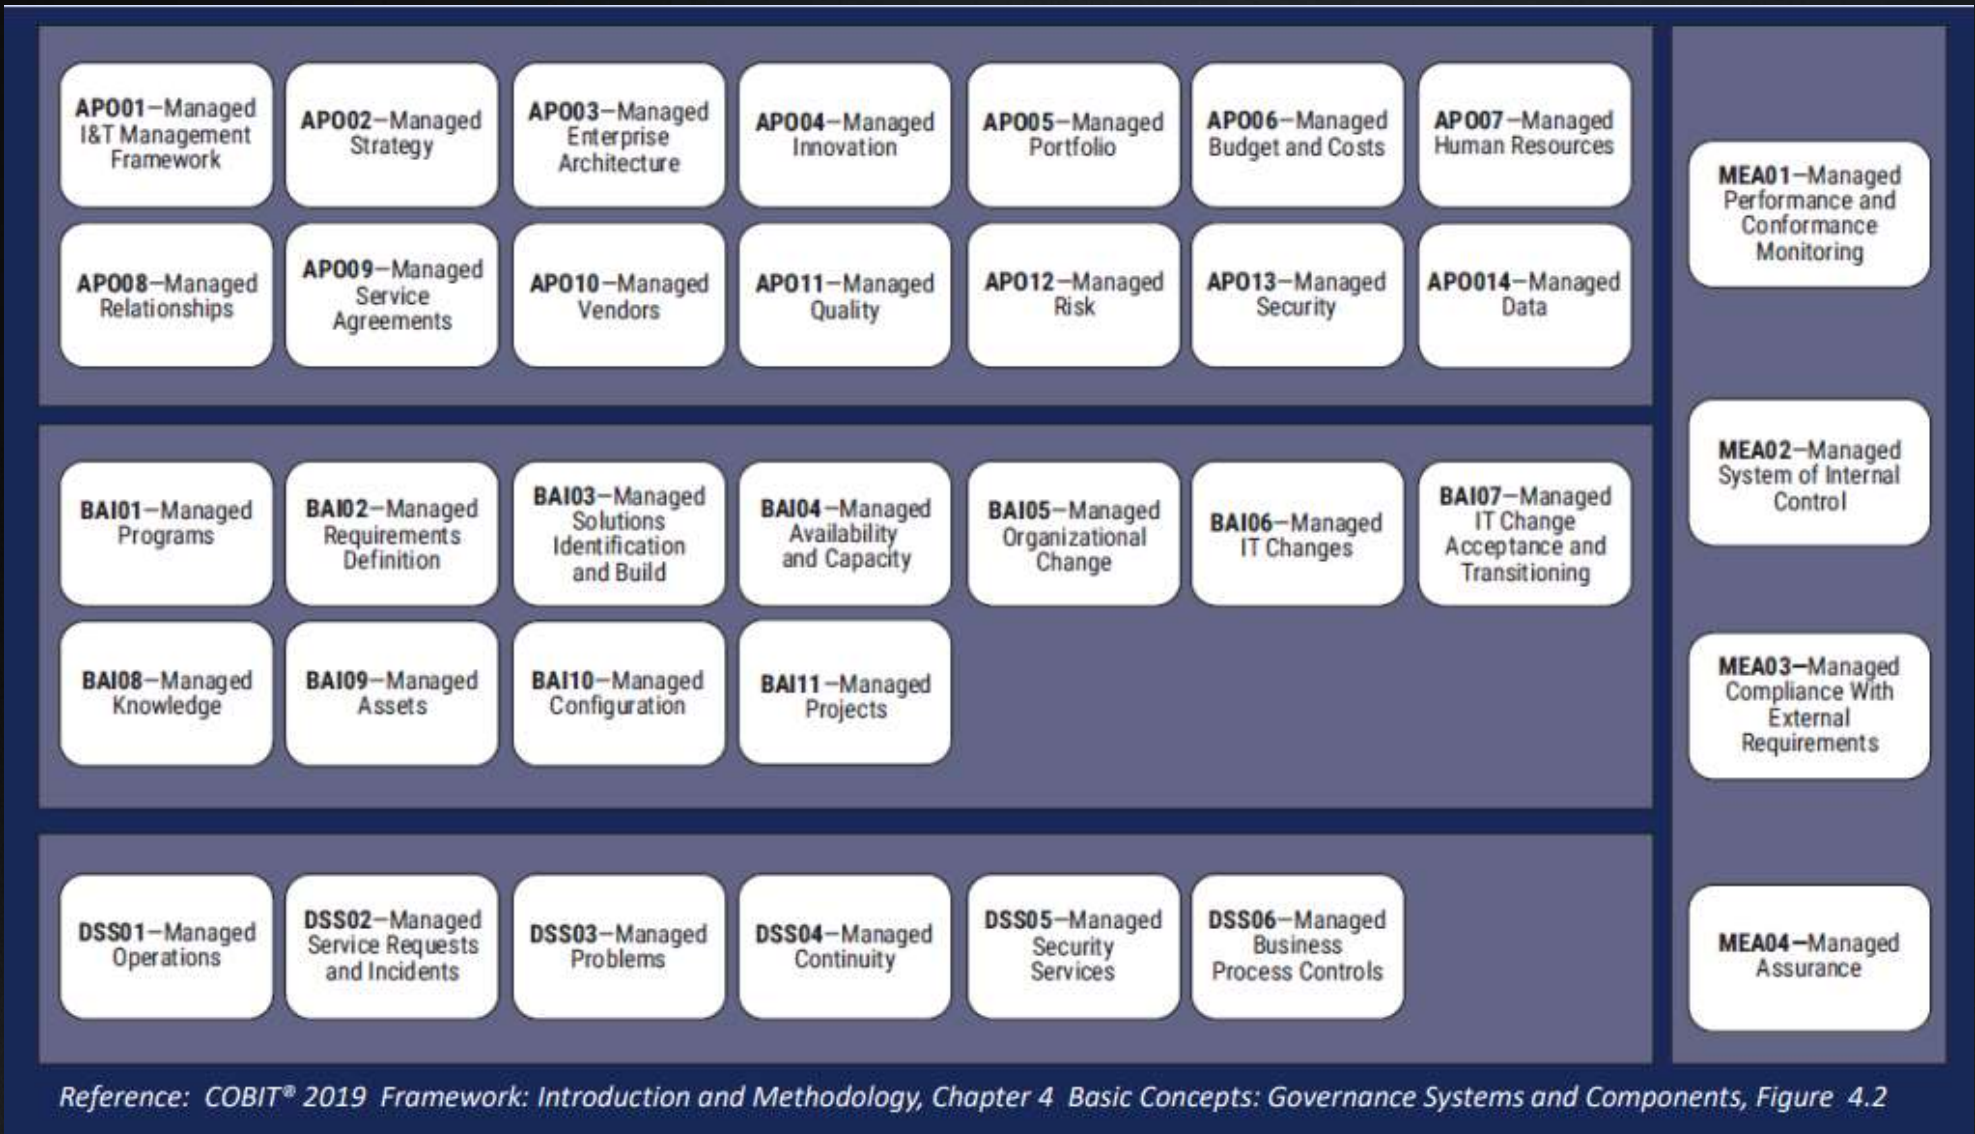 APO01—Managed
I&T Management
Framework
APO02—Managed
Strategy
APO03—Managed
Enterprise
Architecture
APO04—Managed
Innovation
APO05—Managed
Portfolio
APO06—Managed
Budget and Costs
APO07—Managed
Human Resources
APO08—Managed
Relationships
APO09—Managed
Service
Agreements
APO10—Managed
Vendors
APO11—Managed
Quality
APO12—Managed
Risk
APO13—Managed
Security
APO014—Managed
Data
BAI01—Managed
Programs
BAI02—Managed
Requirements
Definition
BAI03—Managed
Solutions
Identification
and Build
BAI04—Managed
Availability
and Capacity
BAI05—Managed
Organizational
Change
BAI06—Managed
IT Changes
BAI07—Managed
IT Change
Acceptance and
Transitioning
BAI08—Managed
Knowledge
BAI09—Managed
Assets
BAI10—Managed
Configuration
BAI11—Managed
Projects
DSS01—Managed
Operations
DSS02—Managed
Service Requests
and Incidents
DSS03—Managed
Problems
DSS04—Managed
Continuity
DSS05—Managed
Security
Services
DSS06—Managed
Business
Process Controls
MEA01—Managed
Performance and
Conformance
Monitoring
MEA02—Managed
System of Internal
Control
MEA03—Managed
Compliance With
External
Requirements
MEA04—Managed
Assurance
Reference: COBIT® 2019 Framework: Introduction and Methodology, Chapter 4 Basic Concepts: Governance Systems and Components, Figure 4.2